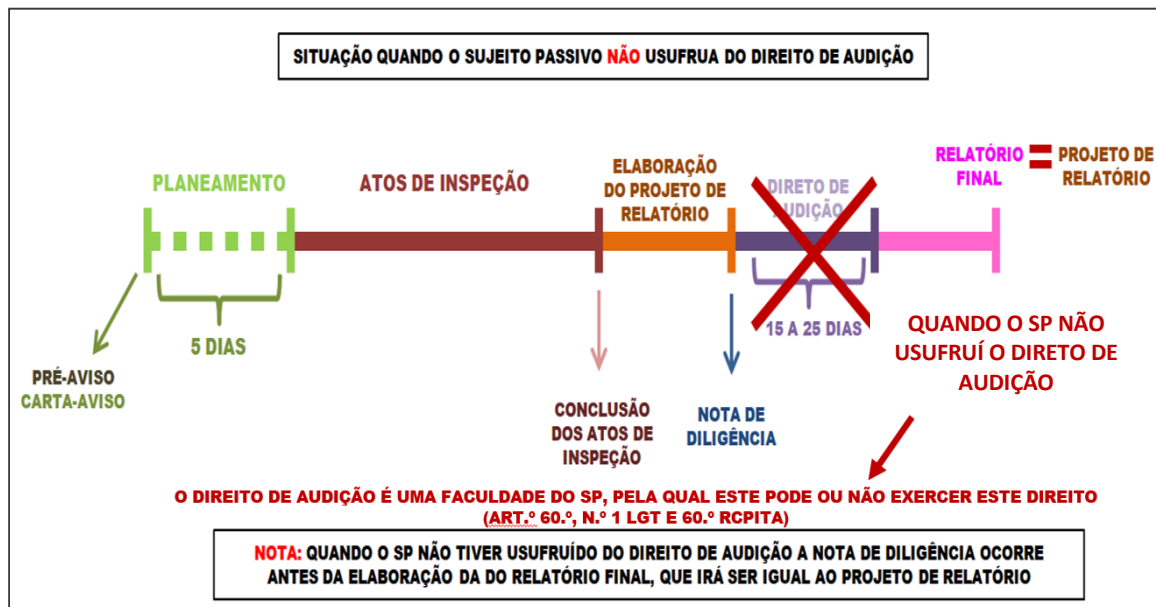 SITUAÇÃO QUANDO O SUJEITO PASSIVO NÃO USUFRUA DO DIREITO DE AUDIÇÃO
PLANEAMENTO
ATOS DE INSPEÇÃO
ELABORAÇÃO
DO PROJETO DE
RELATÓRIO
DIRETO DE
AUDIÇÃO
RELATÓRIO
FINAL
PROJETO DE
RELATÓRIO
5 DIAS
15 A 25 DIAS
PRÉ-AVISO
CARTA-AVISO
CONCLUSÃO
DOS ATOS DE
INSPEÇÃO
NOTA DE
DILIGÊNCIA
QUANDO O SP NÃO
USUFRUÍ O DIRETO DE
AUDIÇÃO
O DIREITO DE AUDIÇÃO É UMA FACULDADE DO SP, PELA QUAL ESTE PODE OU NÃO EXERCER ESTE DIREITO
(ART.º 60.º, N.º 1 LGT E 60.º RCPITA)
NOTA: QUANDO O SP NÃO TIVER USUFRUÍDO DO DIREITO DE AUDIÇÃO A NOTA DE DILIGÊNCIA OCORRE
ANTES DA ELABORAÇÃO DA DO RELATÓRIO FINAL, QUE IRÁ SER IGUAL AO PROJETO DE RELATÓRIO